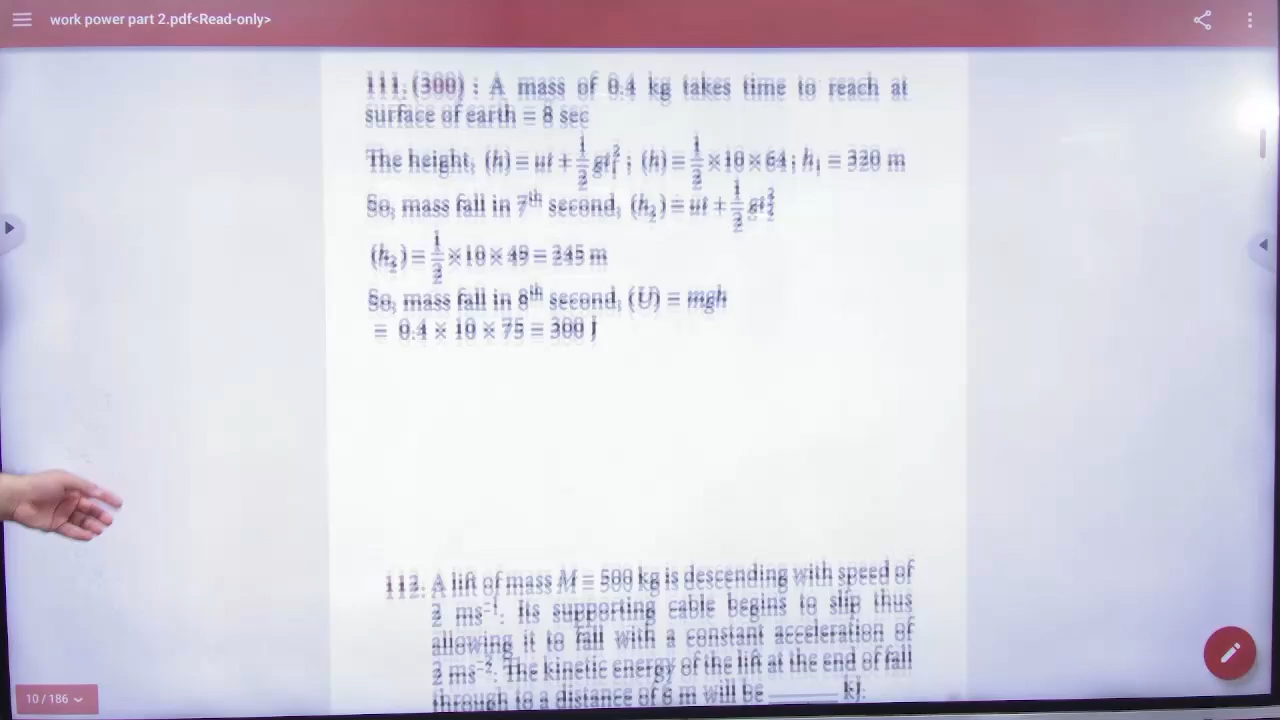 work power part 2.pdf<Read-only>
111. (300) : A mass of 0.4 kg takes time to reach at
surface of earth = 8 sec
The height, (h) = ut + 1/2 gt₁² ; (h) = 1/2 × 10 × 64 ; h₁ = 320 m
So, mass fall in 7th second, (h₂) = ut + 1/2 gt₂²
(h₂) = 1/2 × 10 × 49 = 245 m
So, mass fall in 8th second, (U) = mgh
= 0.4 × 10 × 75 = 300 J
112. A lift of mass M = 500 kg is descending with speed of
2 ms⁻¹. Its supporting cable begins to slip thus
allowing it to fall with a constant acceleration of
2 ms⁻². The kinetic energy of the lift at the end of fall
through to a distance of 6 m will be ______ kJ.
10 / 186